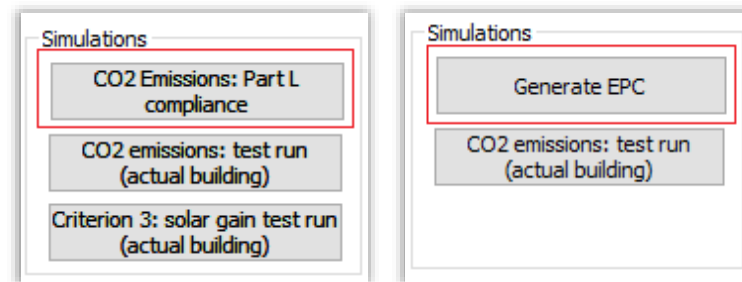 Simulations
CO2 Emissions: Part L
compliance
CO2 emissions: test run
(actual building)
Criterion 3: solar gain test run
(actual building)
Simulations
Generate EPC
CO2 emissions: test run
(actual building)